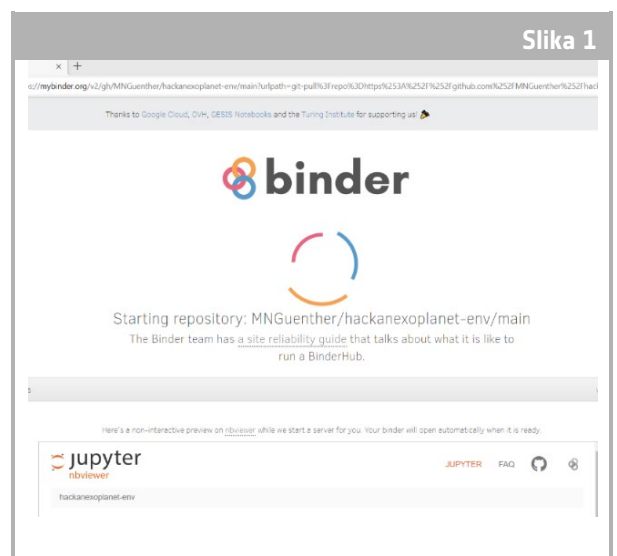 Slika 1
× +
s://mybinder.org/v2/gh/MNGuenther/hackanexoplanet-env/main?urlpath=git-pull%3Frepo%3Dhttps%253A%252F%252Fgithub.com%252FMNGuenther%252Fhack
Thanks to Google Cloud, OVH, GESIS Notebooks and the Turing Institute for supporting us! 🎉
binder
Starting repository: MNGuenther/hackanexoplanet-env/main
The Binder team has a site reliability guide that talks about what it is like to
run a BinderHub.
s
Here's a non-interactive preview on nbviewer while we start a server for you. Your binder will open automatically when it is ready.
jupyter JUPYTER FAQ
nbviewer
hackanexoplanet-env